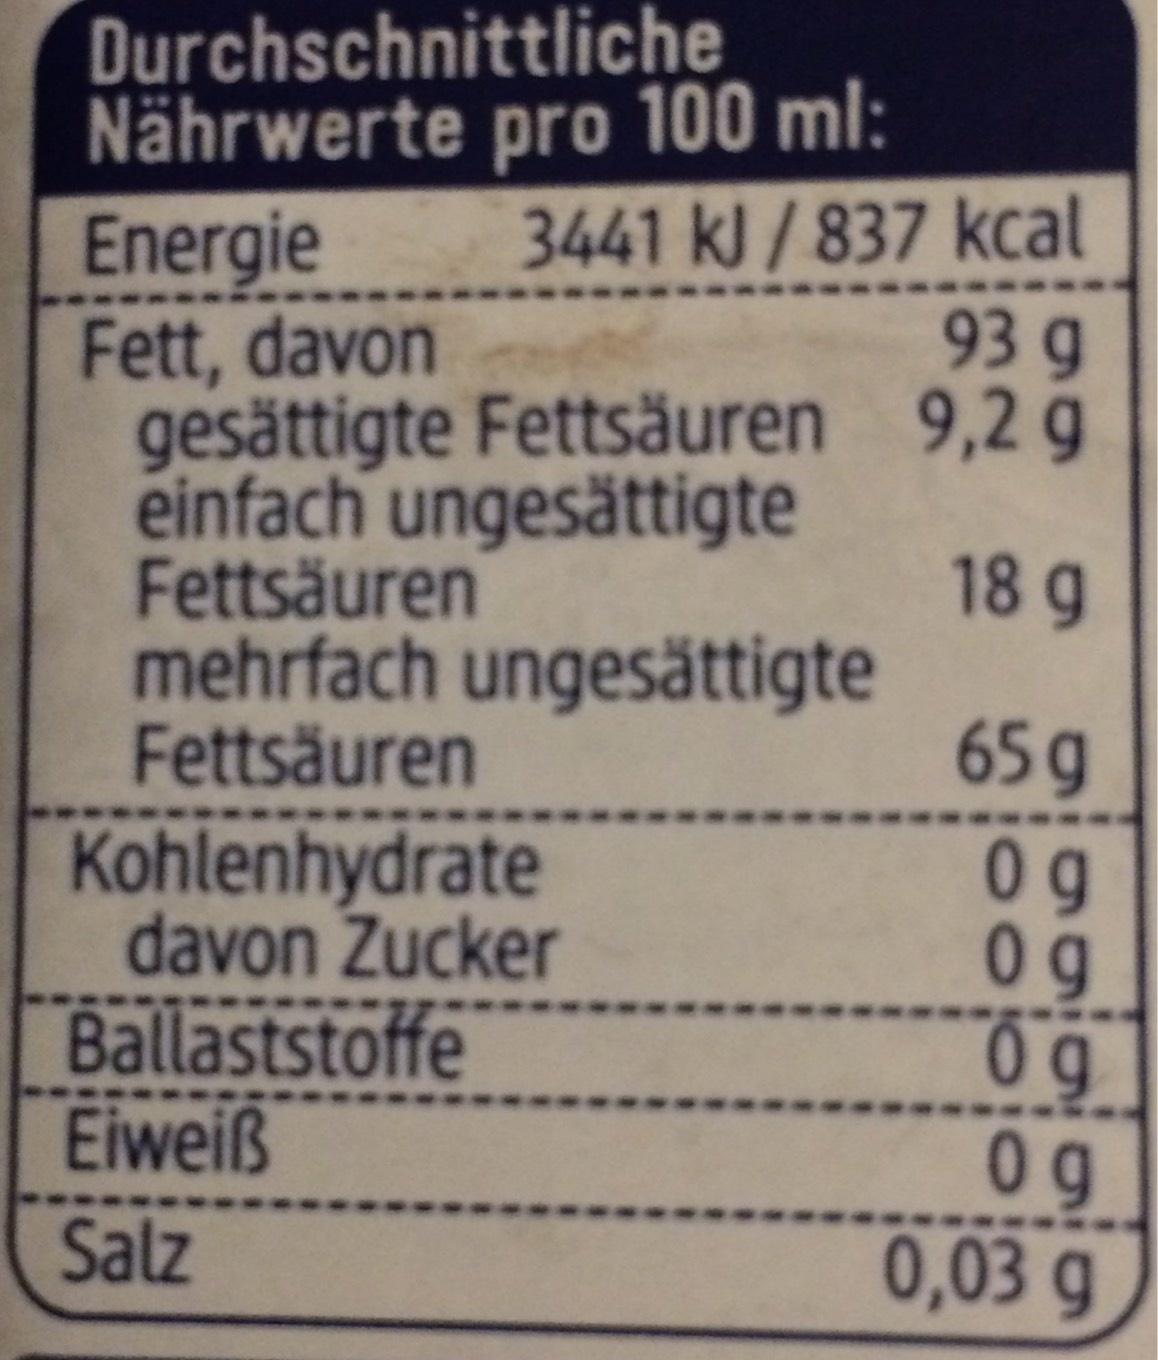 Durchschnittliche
Nährwerte pro 100 ml:
Energie 3441 kJ / 837 kcal
Fett, davon 93 g
gesättigte Fettsäuren 9,2 g
einfach ungesättigte
Fettsäuren 18 g
mehrfach ungesättigte
Fettsäuren 65 g
Kohlenhydrate 0 g
davon Zucker 0 g
Ballaststoffe 0 g
Eiweiß 0 g
Salz 0,03 g